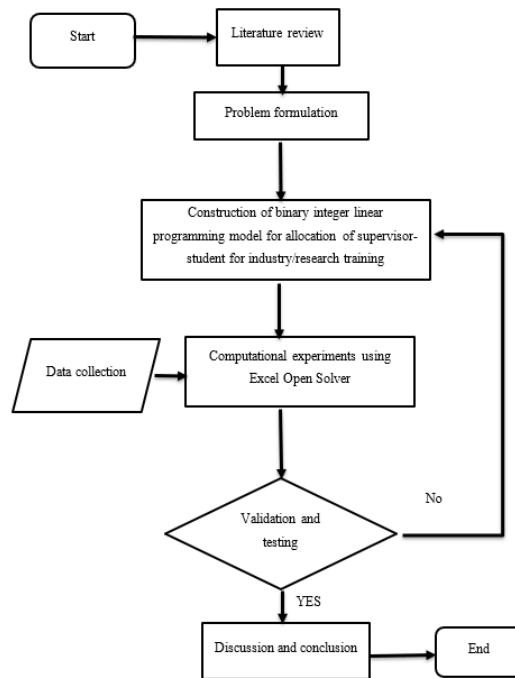 Start
Literature review
Problem formulation
Construction of binary integer linear
programming model for allocation of supervisor-
student for industry/research training
Data collection
Computational experiments using
Excel Open Solver
Validation and
testing
No
YES
Discussion and conclusion
End